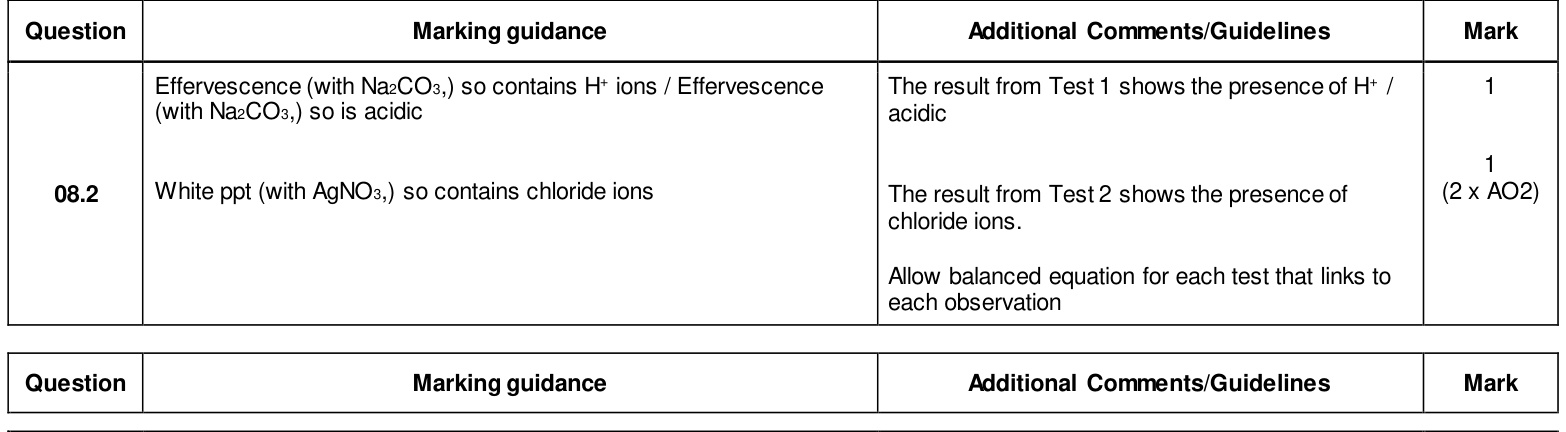 Question Marking guidance Additional Comments/Guidelines Mark
Effervescence (with Na₂CO₃,) so contains H⁺ ions / Effervescence
(with Na₂CO₃,) so is acidic
The result from Test 1 shows the presence of H⁺ /
acidic
1
08.2
White ppt (with AgNO₃,) so contains chloride ions
The result from Test 2 shows the presence of
chloride ions.
Allow balanced equation for each test that links to
each observation
1
(2 x AO2)
Question Marking guidance Additional Comments/Guidelines Mark